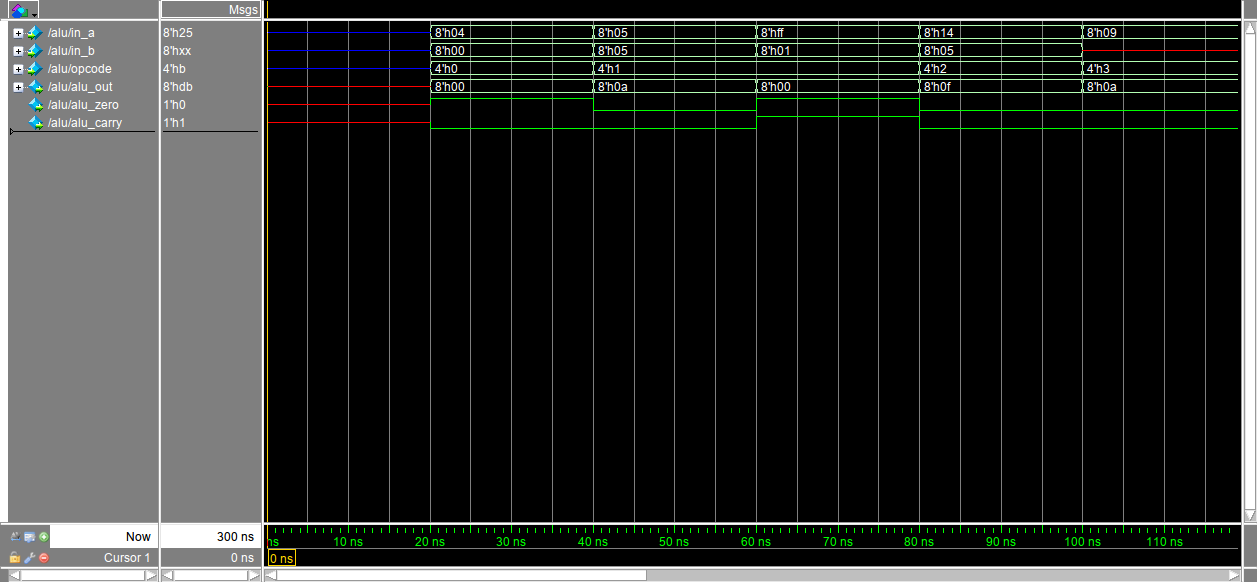 Msgs
/alu/in_a 8'h25 8'h04 8'h05 8'hff 8'h14 8'h09
/alu/in_b 8'hxx 8'h00 8'h05 8'h01 8'h05
/alu/opcode 4'hb 4'h0 4'h1 4'h2 4'h3
/alu/alu_out 8'hdb 8'h00 8'h0a 8'h00 8'h0f 8'h0a
/alu/alu_zero 1'h0
/alu/alu_carry 1'h1
Now 300 ns ns 10 ns 20 ns 30 ns 40 ns 50 ns 60 ns 70 ns 80 ns 90 ns 100 ns 110 ns
Cursor 1 0 ns 0 ns